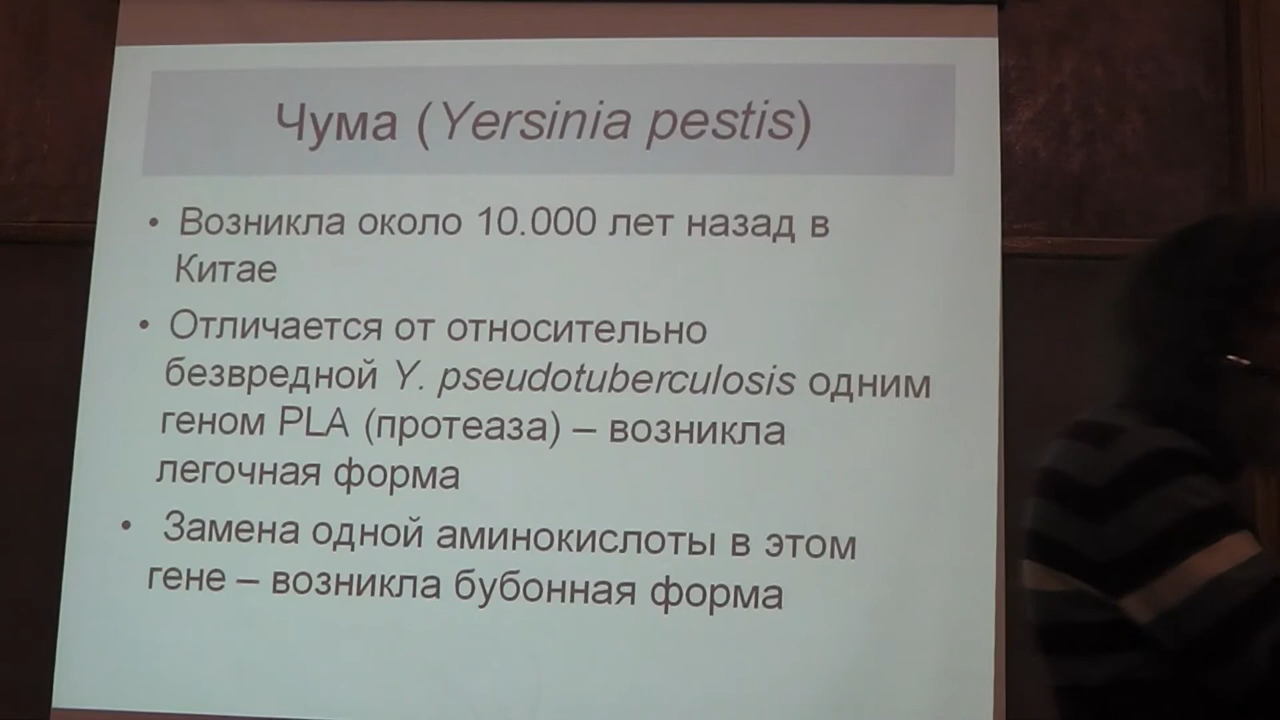 Чума (Yersinia pestis)
• Возникла около 10.000 лет назад в
Китае
• Отличается от относительно
безвредной Y. pseudotuberculosis одним
геном PLA (протеаза) – возникла
легочная форма
• Замена одной аминокислоты в этом
гене – возникла бубонная форма